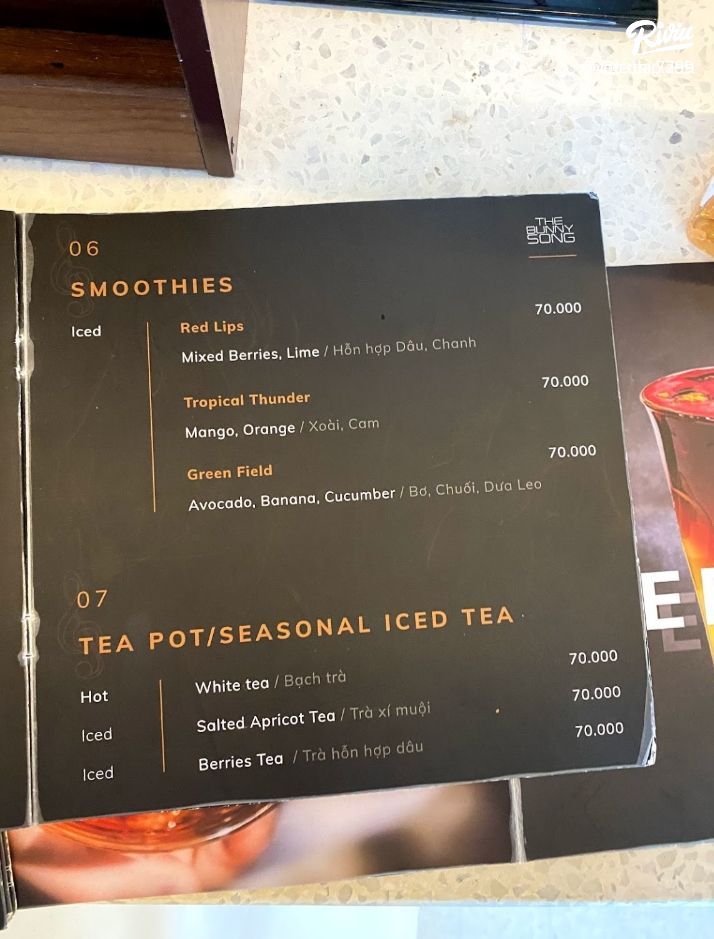 Riviu
THE
BUNNY
SONG
06
SMOOTHIES
Iced
Red Lips
70.000
Mixed Berries, Lime / Hỗn hợp Dâu, Chanh
Tropical Thunder
70.000
Mango, Orange / Xoài, Cam
Green Field
70.000
Avocado, Banana, Cucumber / Bơ, Chuối, Dưa Leo
07
TEA POT/SEASONAL ICED TEA
Hot
White tea / Bạch trà
70.000
Iced
Salted Apricot Tea / Trà xí muội
70.000
Iced
Berries Tea / Trà hỗn hợp dâu
70.000